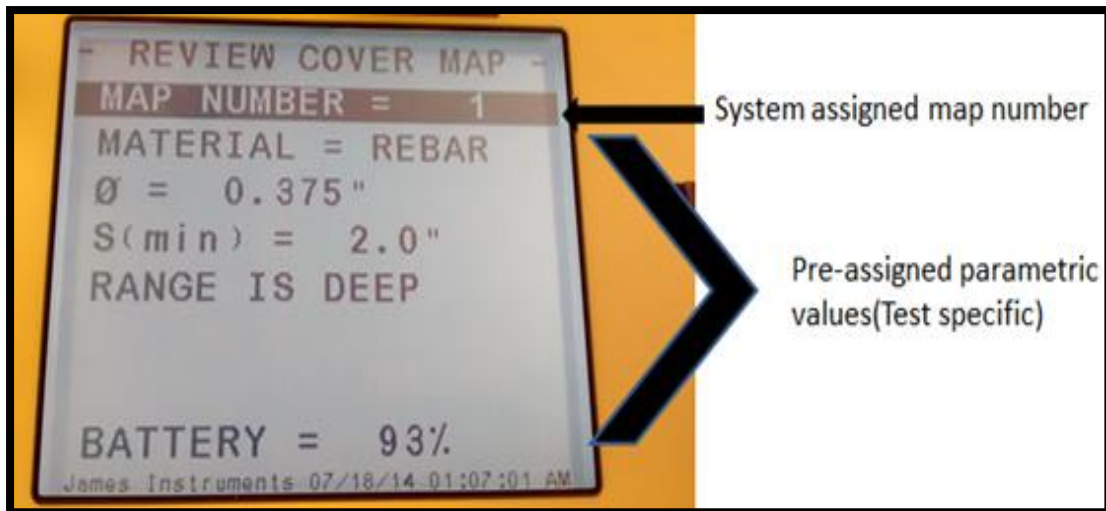 - REVIEW COVER MAP -
MAP NUMBER = 1
MATERIAL = REBAR
Ø = 0.375"
S(min) = 2.0"
RANGE IS DEEP
BATTERY = 93%
James Instruments 07/18/14 01:07:01 AM
System assigned map number
Pre-assigned parametric
values(Test specific)